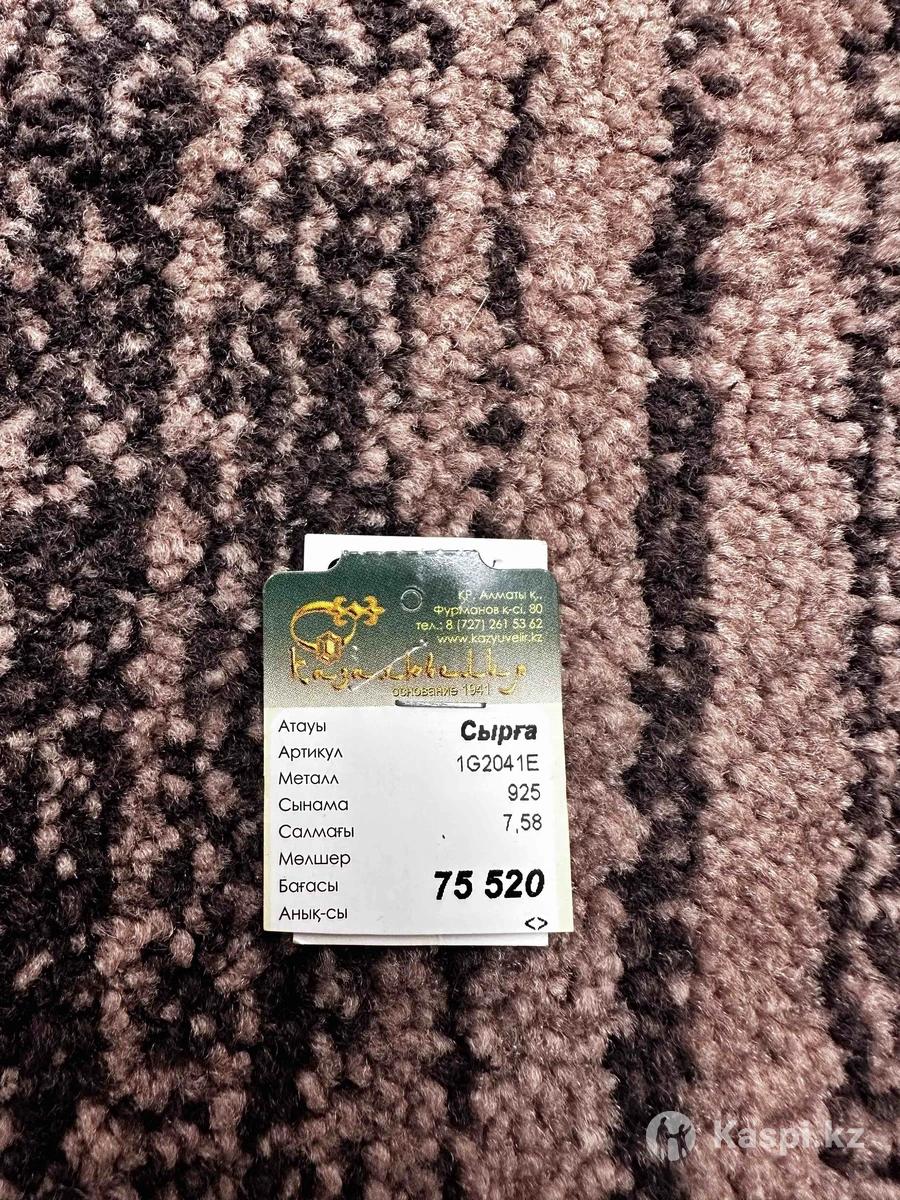 ҚР, Алматы қ.,
Фурманов к-сі, 80
тел.: 8 (727) 261 53 62
www.kazyuvelir.kz
основание 1941
Атауы Сырға
Артикул 1G2041E
Металл 925
Сынама 7,58
Салмағы
Мөлшер
Бағасы 75 520
Анық-сы <>
Kaspi.kz